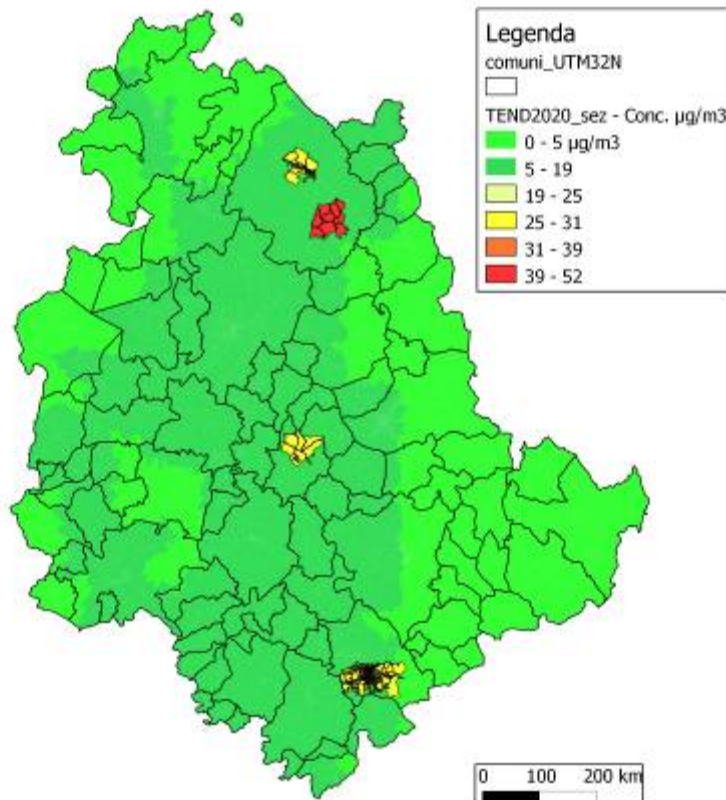 Legenda
comuni_UTM32N
TEND2020_sez - Conc. µg/m3
0 - 5 µg/m3
5 - 19
19 - 25
25 - 31
31 - 39
39 - 52
0 100 200 km